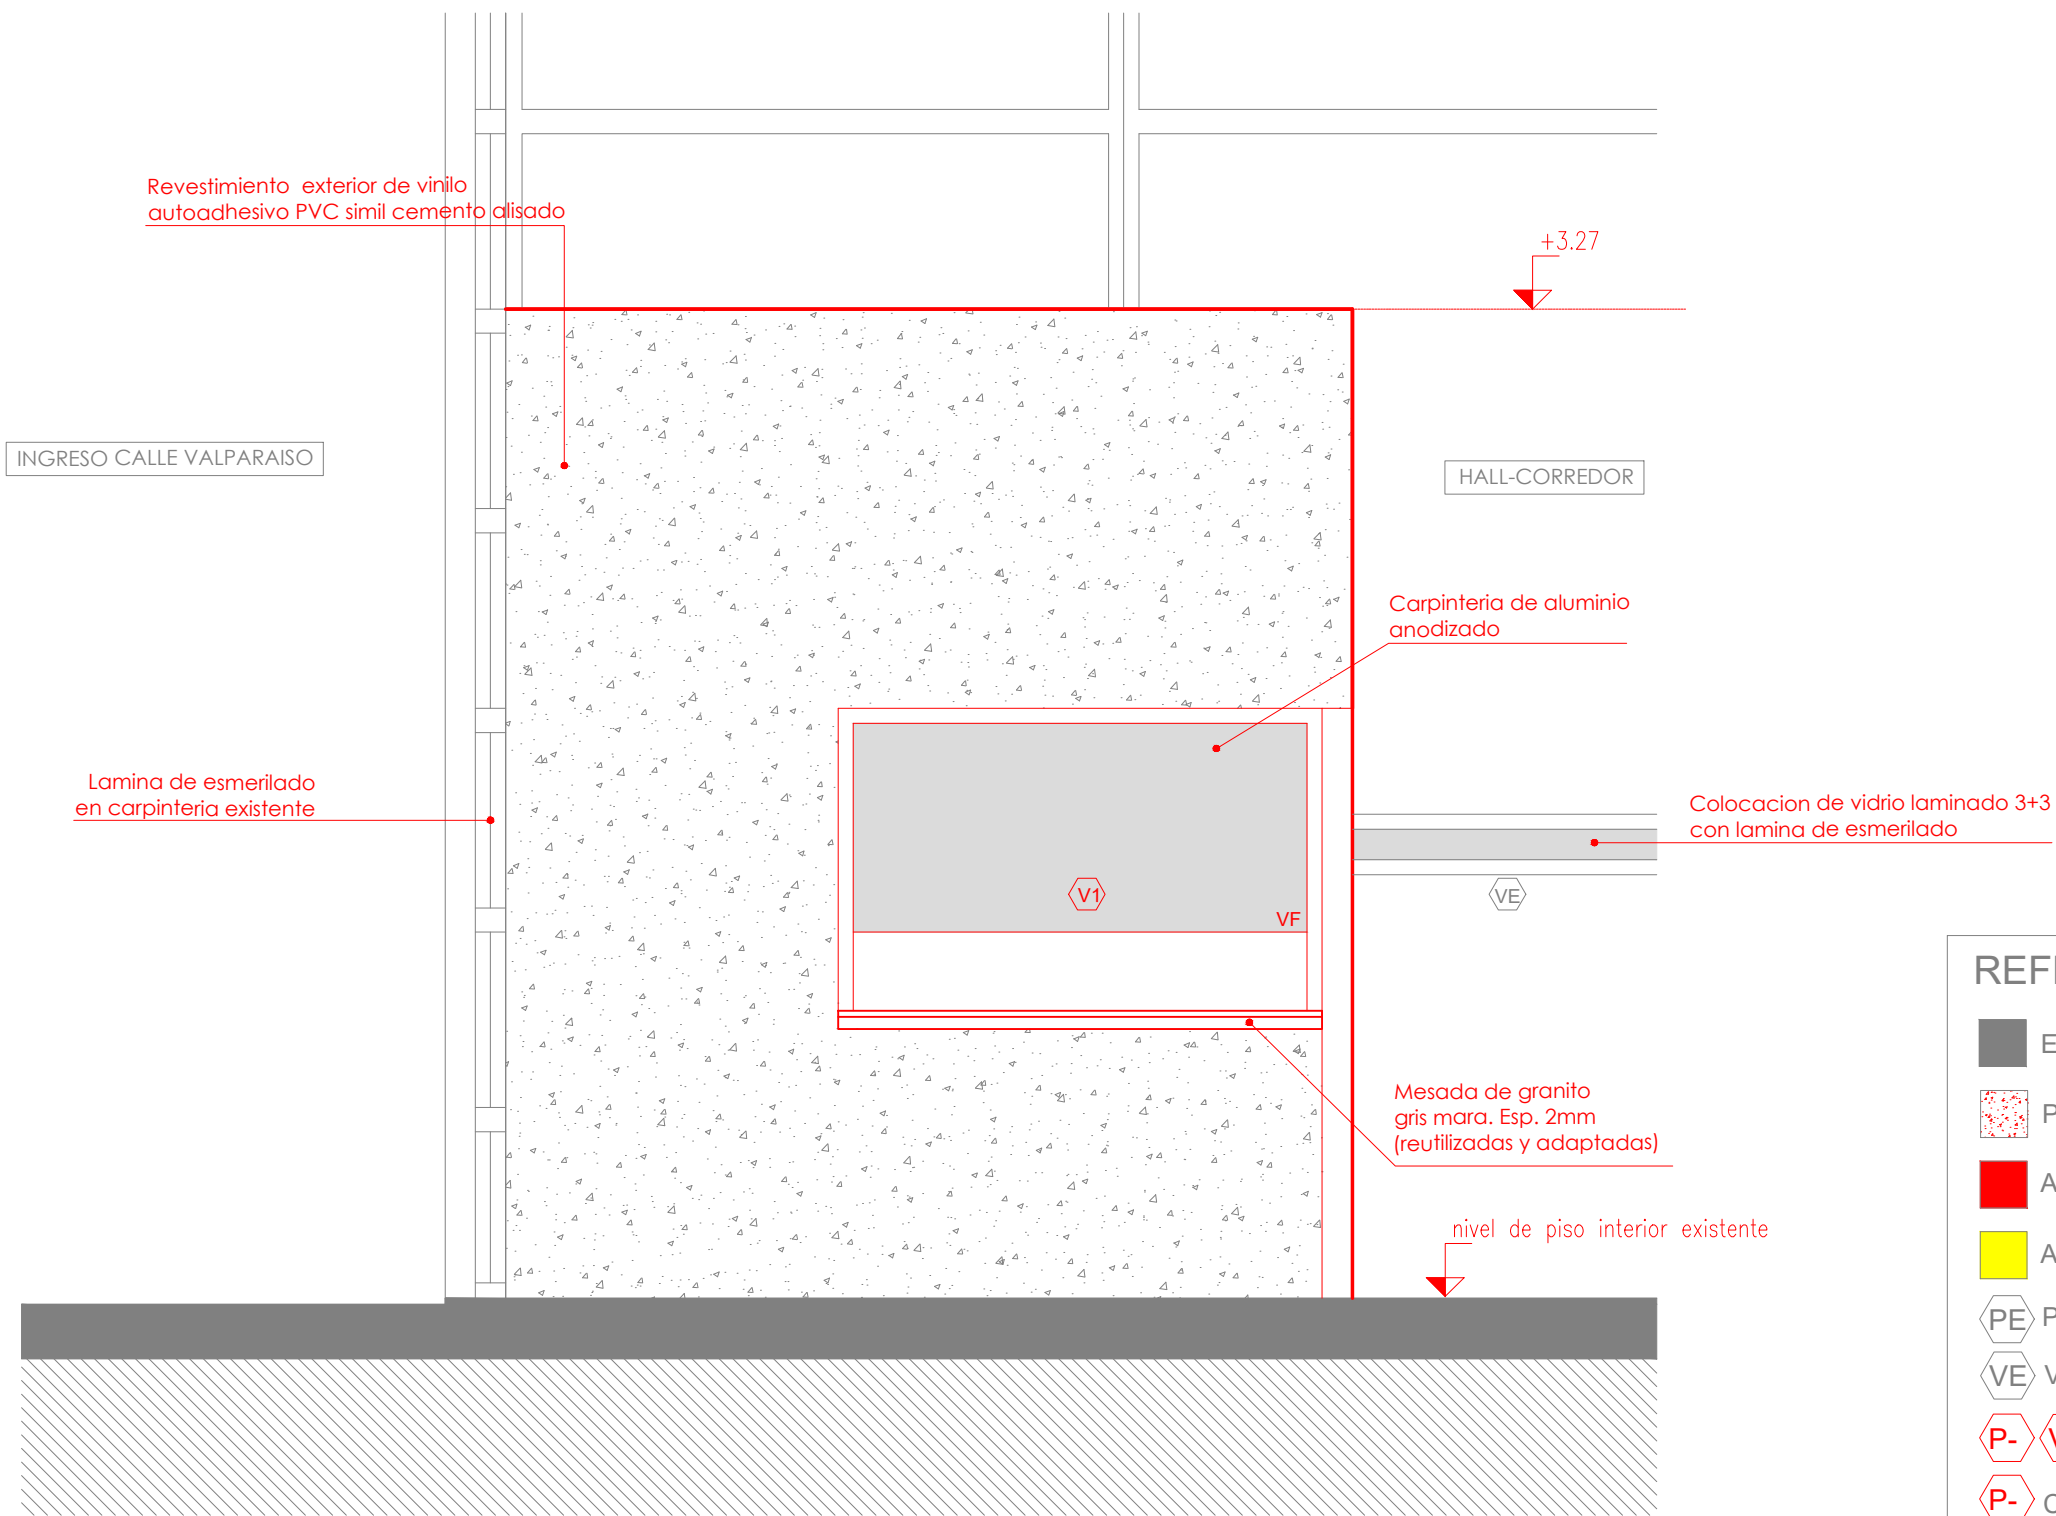 Revestimiento exterior de vinilo
autoadhesivo PVC simil cemento alisado
+3.27
INGRESO CALLE VALPARAISO
HALL-CORREDOR
Carpinteria de aluminio
anodizado
Lamina de esmerilado
en carpinteria existente
Colocacion de vidrio laminado 3+3
con lamina de esmerilado
V1
VF
VE
Mesada de granito
gris mara. Esp. 2mm
(reutilizadas y adaptadas)
nivel de piso interior existente
PE
VE
P-
P-